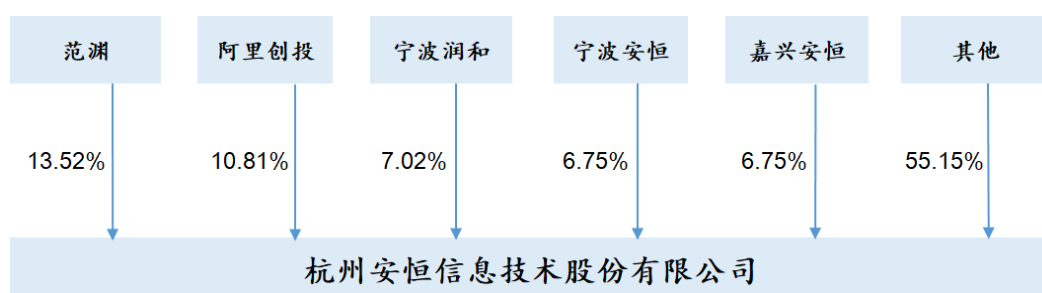 范渊
阿里创投
宁波润和
宁波安恒
嘉兴安恒
其他
13.52%
10.81%
7.02%
6.75%
6.75%
55.15%
杭州安恒信息技术股份有限公司